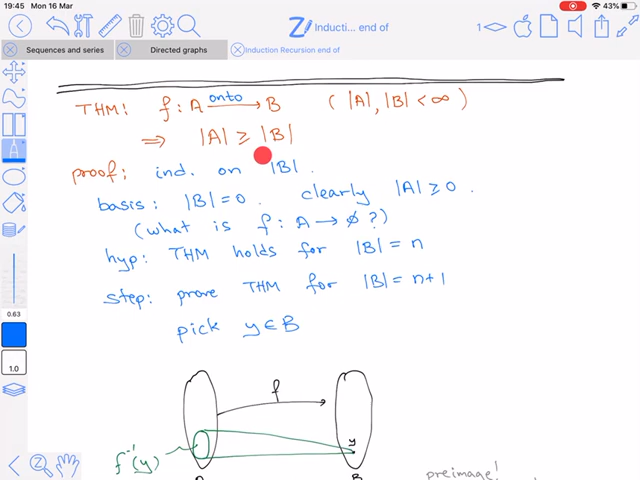 19:45 Mon 16 Mar 43%
Inducti… end of
1
Sequences and series Directed graphs Induction Recursion end of
THM: f: A onto→ B (|A|, |B| < ∞)
⟹ |A| ≥ |B|
proof: ind. on |B|.
basis: |B| = 0. clearly |A| ≥ 0.
(what is f: A → ∅ ?)
hyp: THM holds for |B| = n
step: prove THM for |B| = n+1
pick y ∈ B
f
y
f⁻¹(y)
A B
preimage!
0.63
1.0